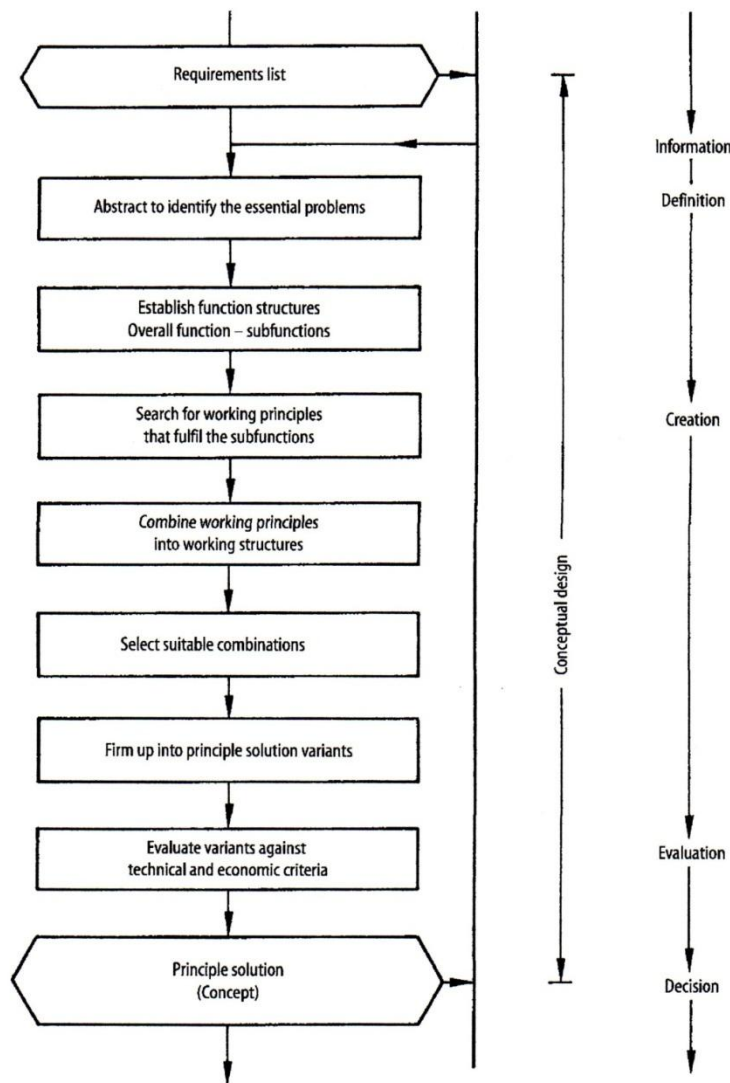 Requirements list
Abstract to identify the essential problems
Establish function structures
Overall function – subfunctions
Search for working principles
that fulfil the subfunctions
Combine working principles
into working structures
Select suitable combinations
Firm up into principle solution variants
Evaluate variants against
technical and economic criteria
Principle solution
(Concept)
Conceptual design
Information
Definition
Creation
Evaluation
Decision